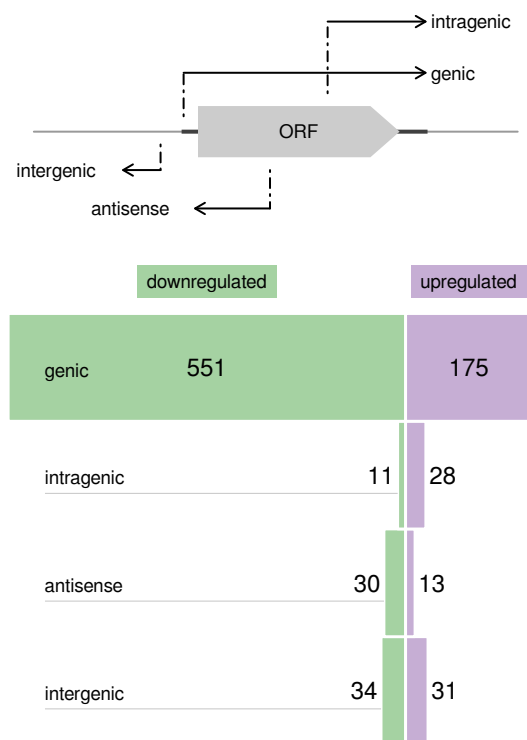 intragenic
genic
ORF
intergenic
antisense
downregulated upregulated
genic 551 175
intragenic 11 28
antisense 30 13
intergenic 34 31